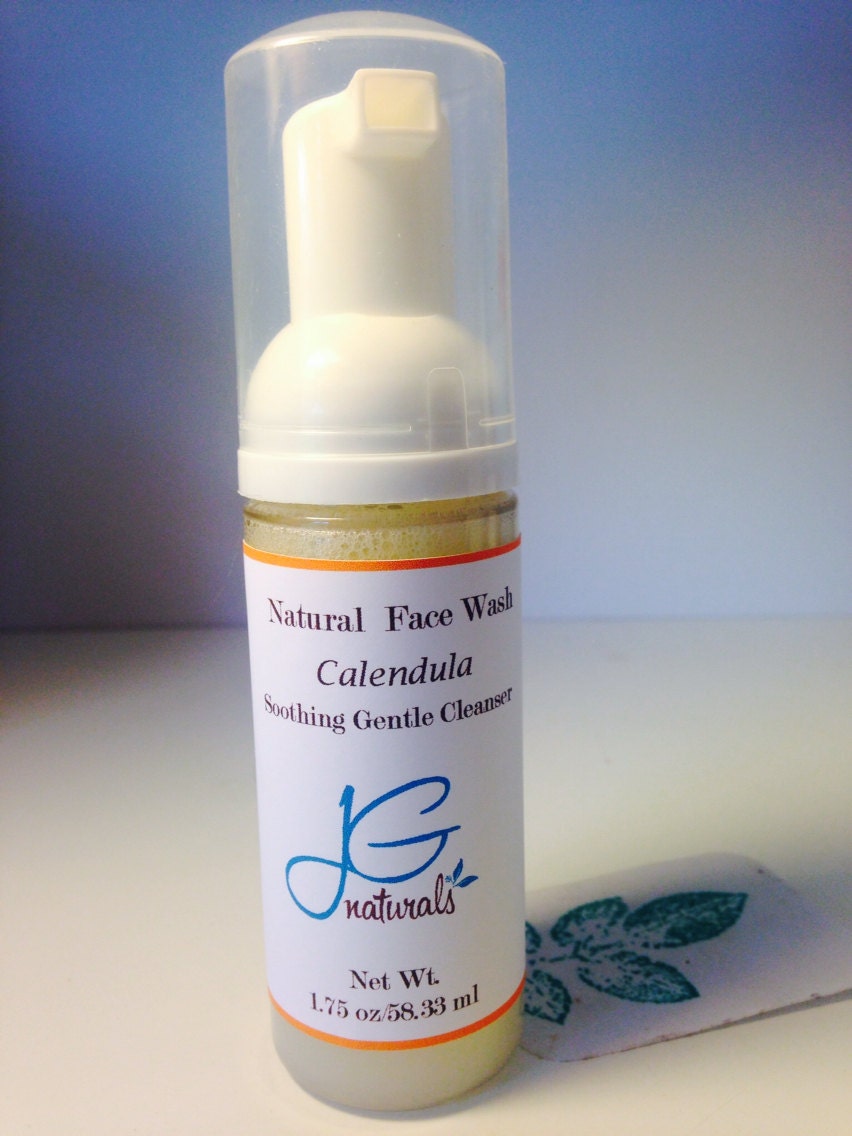 Natural Face Wash
Calendula
Soothing Gentle Cleanser
JG
naturals
Net Wt.
1.75 oz/58.33 ml